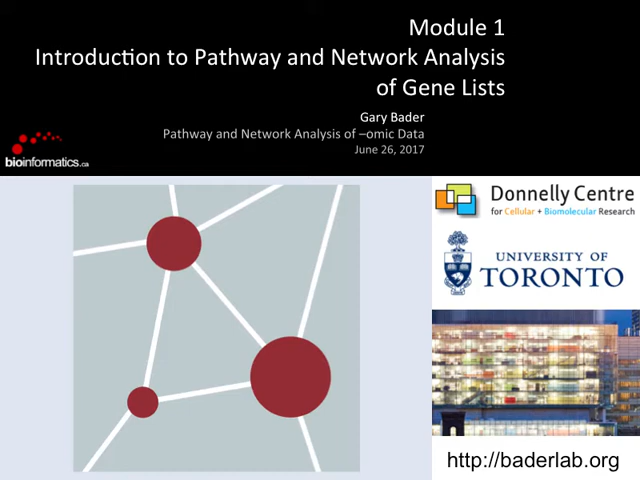 Module 1
Introduction to Pathway and Network Analysis
of Gene Lists
Gary Bader
Pathway and Network Analysis of –omic Data
June 26, 2017
bioinformatics.ca
Donnelly Centre
for Cellular + Biomolecular Research
UNIVERSITY OF
TORONTO
http://baderlab.org